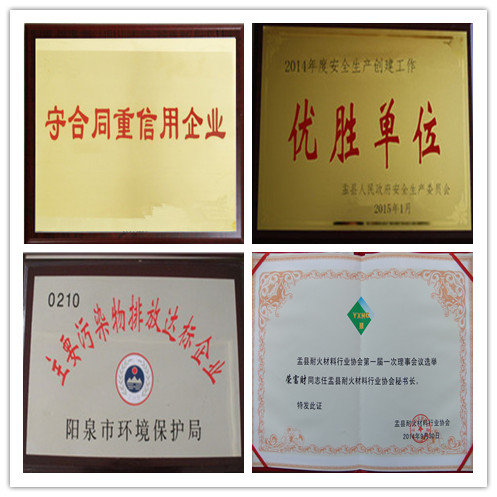 守合同重信用企业
2014年度安全生产创建工作
优胜单位
盂县人民政府安全生产委员会
2015年1月
0210
主要污染物排放达标企业
阳泉市环境保护局
YXNH
盂县耐火材料行业协会第一届一次理事会议选举
荣富财同志任盂县耐火材料行业协会秘书长。
特发此证
盂县耐火材料行业协会